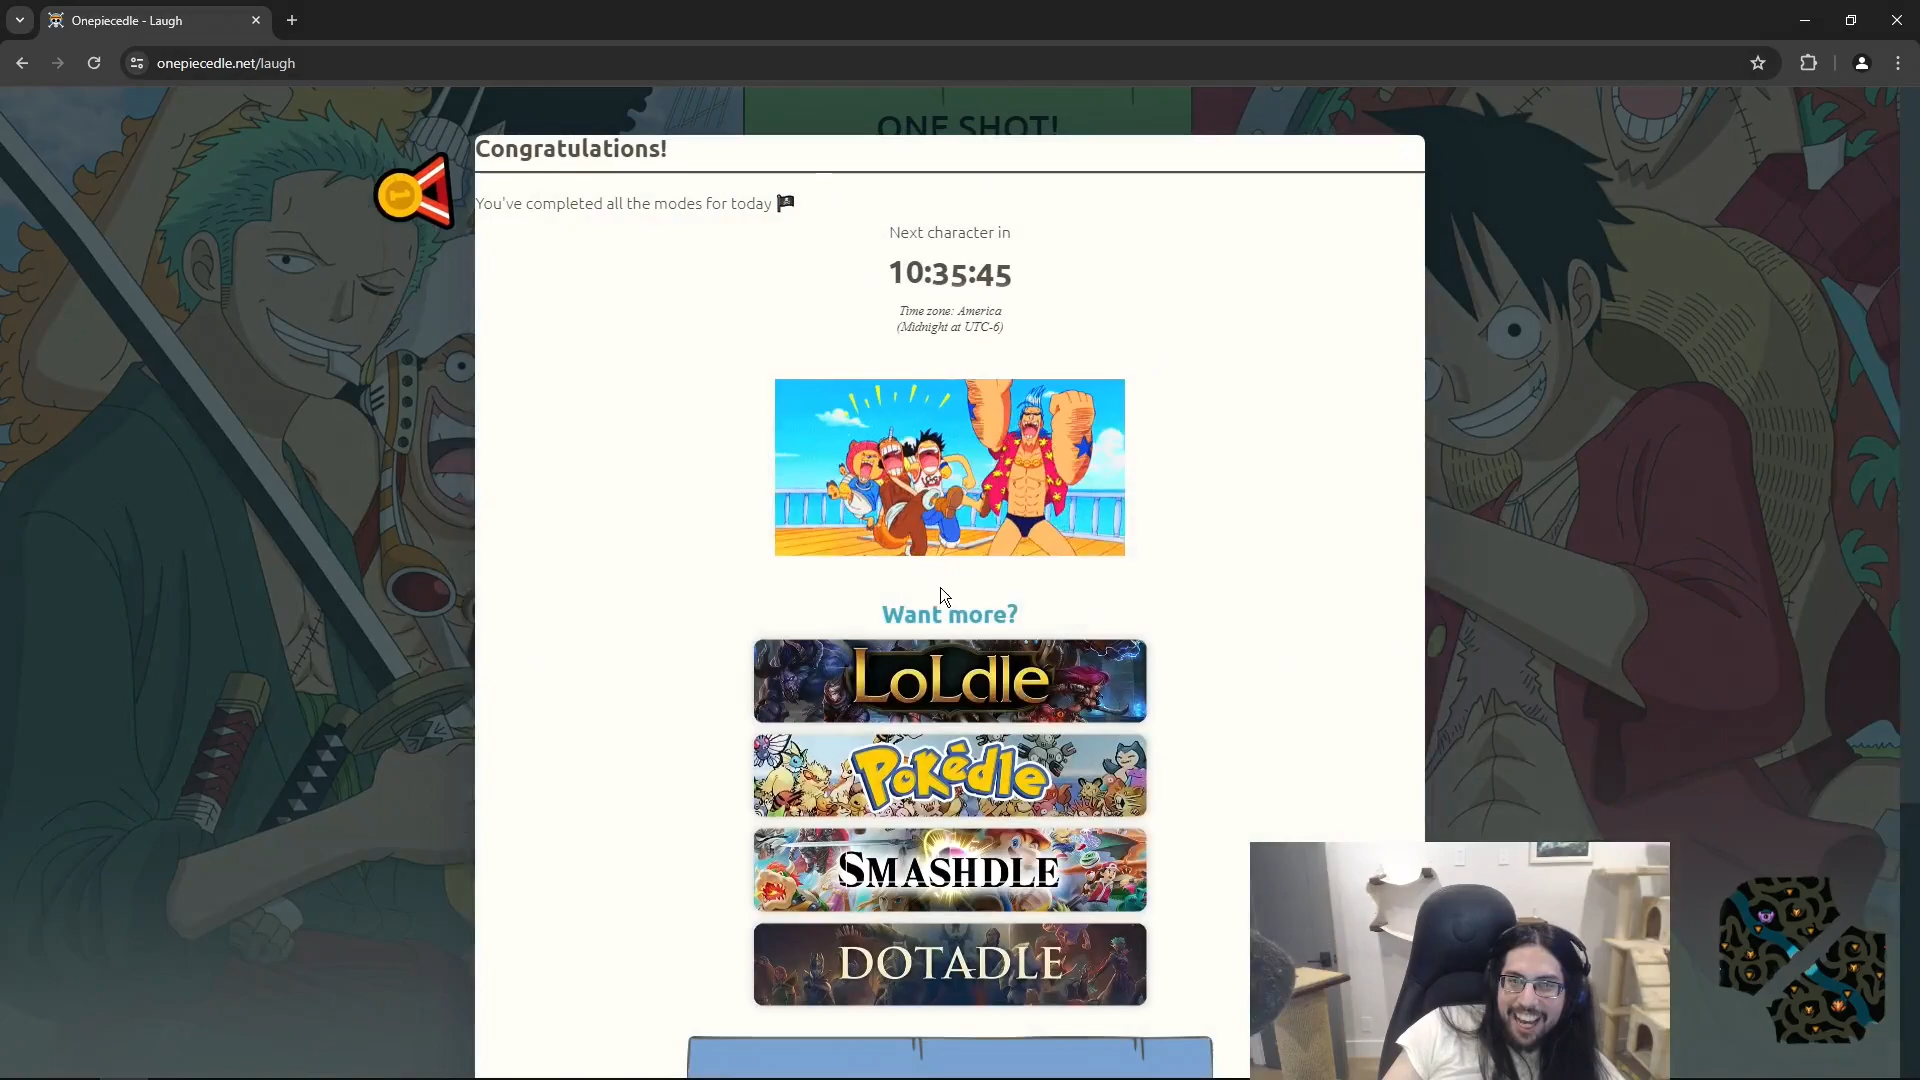 Onepiecedle - Laugh
onepiecedle.net/laugh
ONE SHOT!
Congratulations!
You've completed all the modes for today
Next character in
10:35:45
Time zone: America
(Midnight at UTC-6)
Want more?
LoLdle
Pokédle
SMASHDLE
DOTADLE